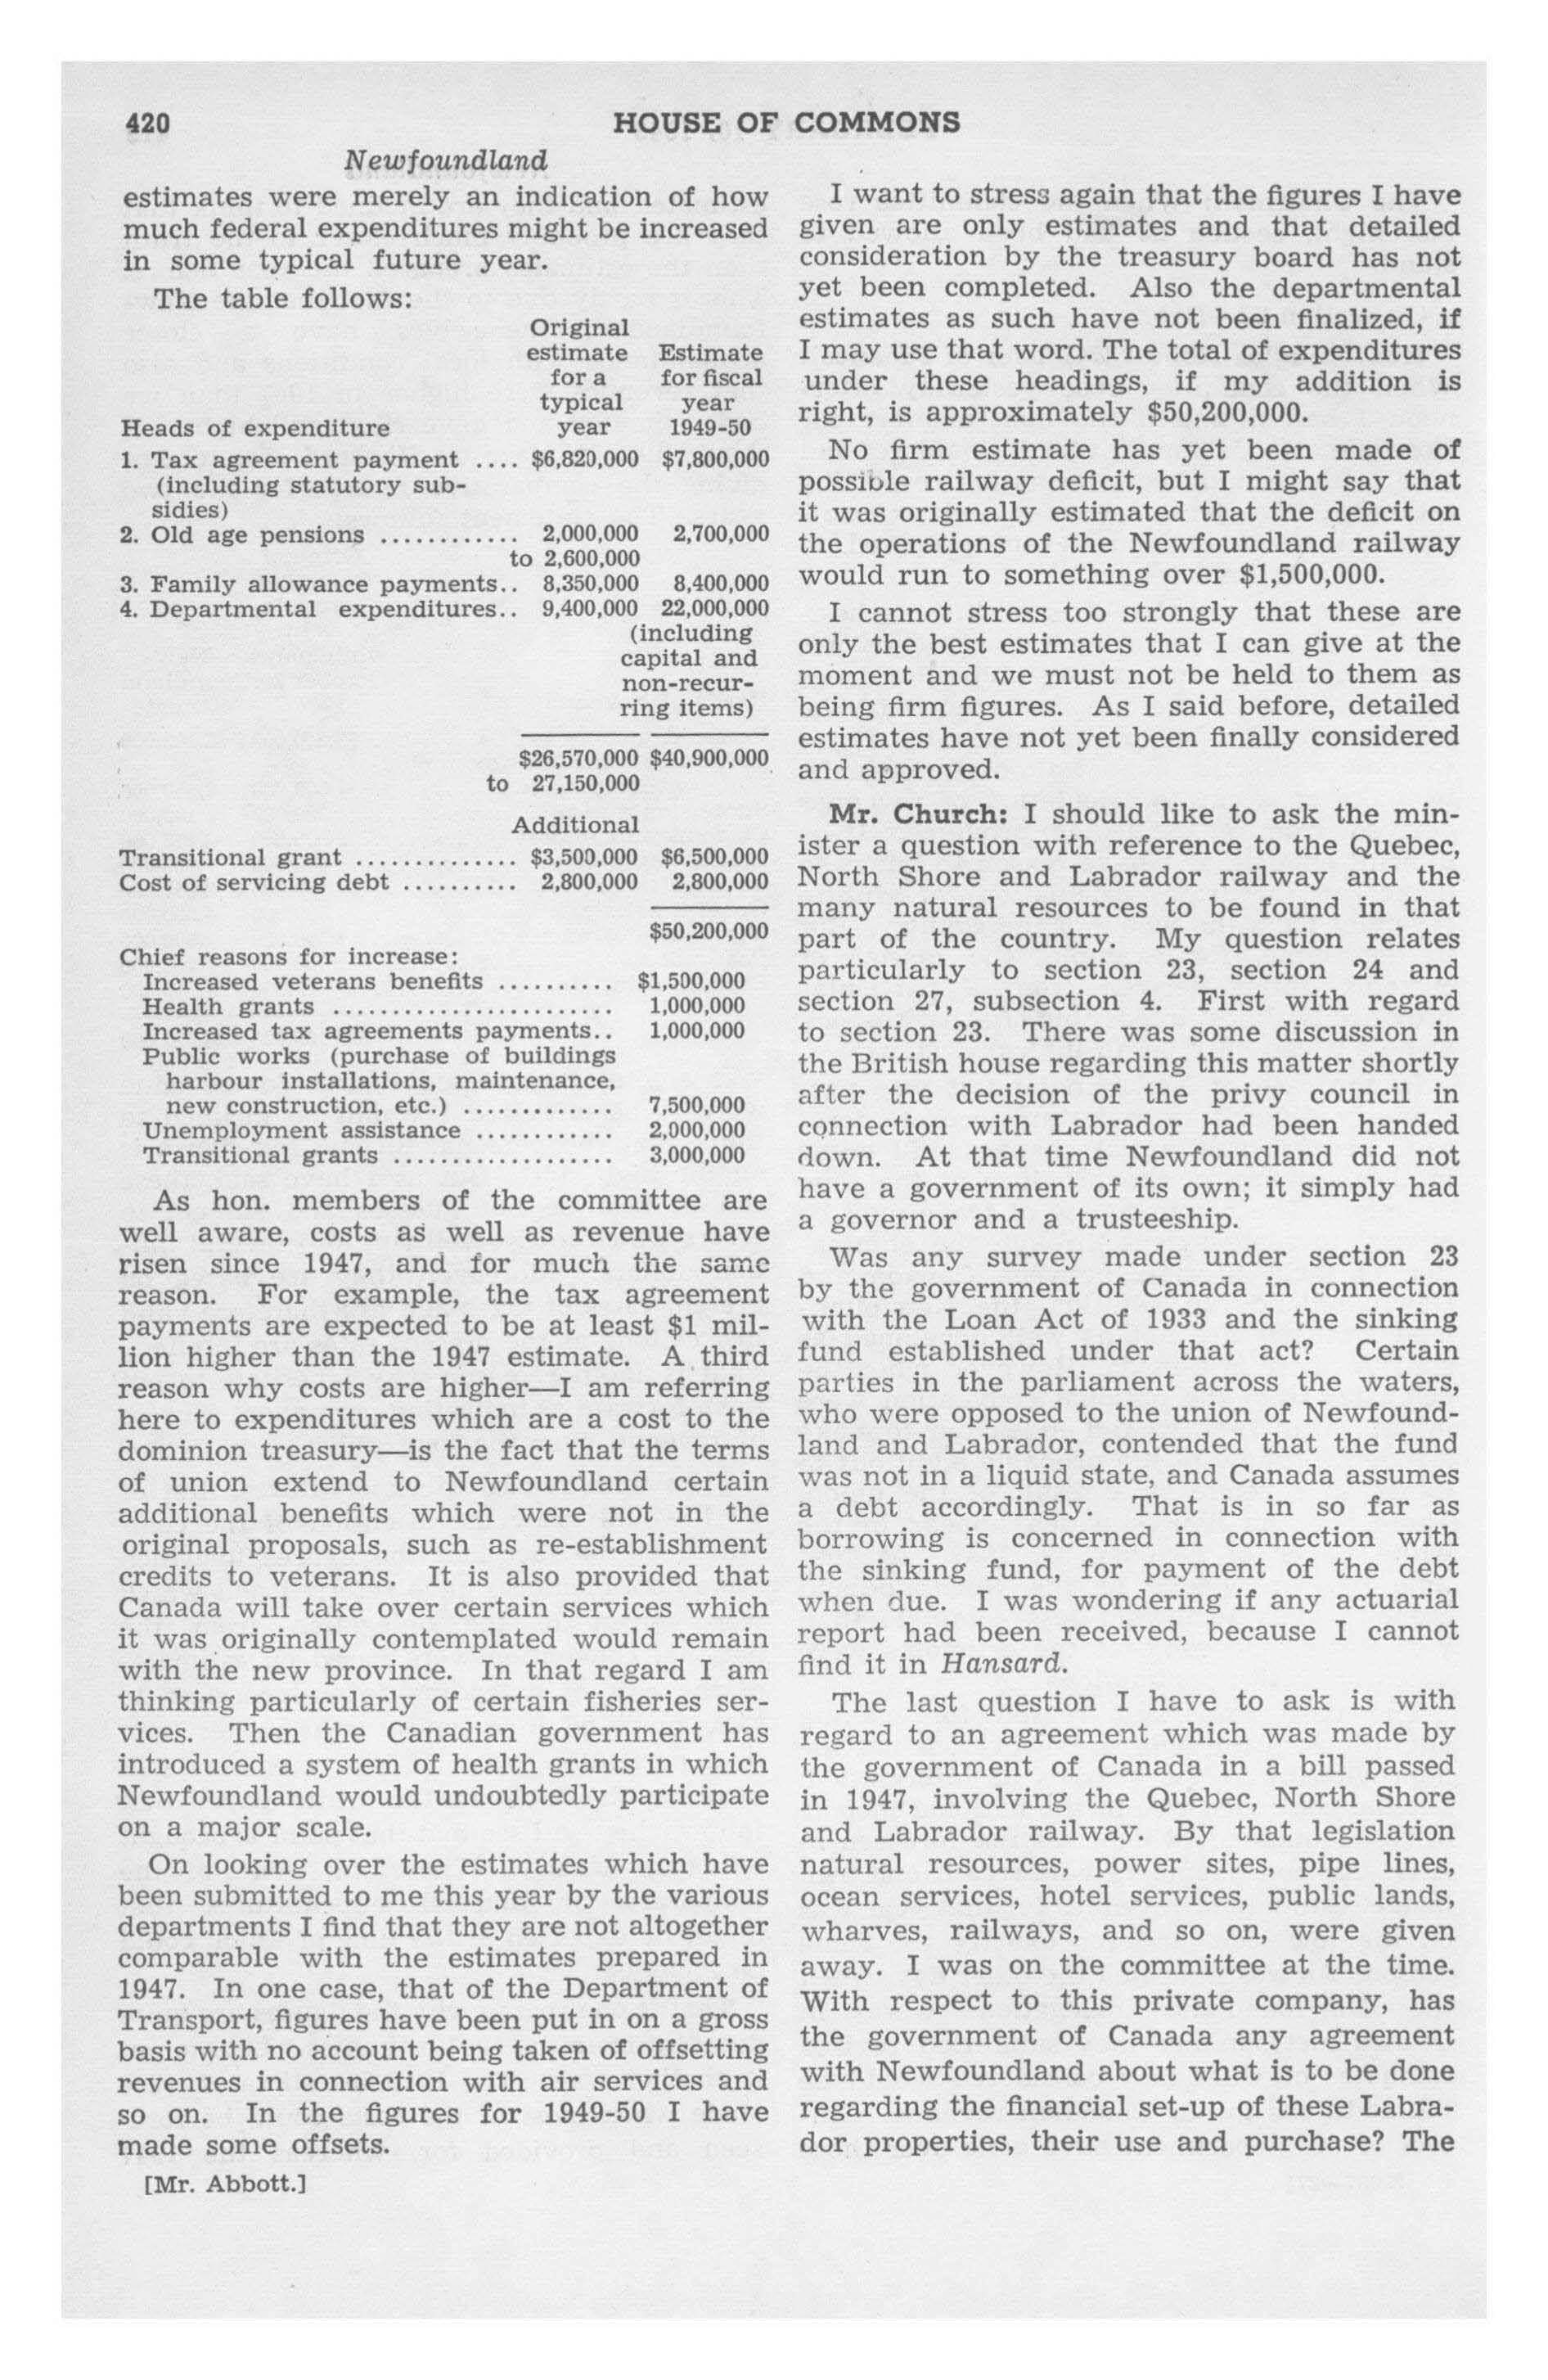 420
HOUSE OF COMMONS
Newfoundland
estimates were merely an indication of how
much federal expenditures might be increased
in some typical future year.
The table follows:
Original
estimate Estimate
for a for fiscal
typical year
Heads of expenditure year 1949-50
1. Tax agreement payment .... $6,820,000 $7,800,000
(including statutory sub-
sidies)
2. Old age pensions ............ 2,000,000 2,700,000
to 2,600,000
3. Family allowance payments.. 8,350,000 8,400,000
4. Departmental expenditures.. 9,400,000 22,000,000
(including
capital and
non-recur-
ring items)
$26,570,000 $40,900,000
to 27,150,000
Additional
Transitional grant .............. $3,500,000 $6,500,000
Cost of servicing debt .......... 2,800,000 2,800,000
$50,200,000
Chief reasons for increase:
Increased veterans benefits .......... $1,500,000
Health grants ........................ 1,000,000
Increased tax agreements payments.. 1,000,000
Public works (purchase of buildings
harbour installations, maintenance,
new construction, etc.) ............. 7,500,000
Unemployment assistance ............ 2,000,000
Transitional grants ................... 3,000,000
As hon. members of the committee are
well aware, costs as well as revenue have
risen since 1947, and for much the same
reason. For example, the tax agreement
payments are expected to be at least $1 mil-
lion higher than the 1947 estimate. A third
reason why costs are higher—I am referring
here to expenditures which are a cost to the
dominion treasury—is the fact that the terms
of union extend to Newfoundland certain
additional benefits which were not in the
original proposals, such as re-establishment
credits to veterans. It is also provided that
Canada will take over certain services which
it was originally contemplated would remain
with the new province. In that regard I am
thinking particularly of certain fisheries ser-
vices. Then the Canadian government has
introduced a system of health grants in which
Newfoundland would undoubtedly participate
on a major scale.
On looking over the estimates which have
been submitted to me this year by the various
departments I find that they are not altogether
comparable with the estimates prepared in
1947. In one case, that of the Department of
Transport, figures have been put in on a gross
basis with no account being taken of offsetting
revenues in connection with air services and
so on. In the figures for 1949-50 I have
made some offsets.
[Mr. Abbott.]
I want to stress again that the figures I have
given are only estimates and that detailed
consideration by the treasury board has not
yet been completed. Also the departmental
estimates as such have not been finalized, if
I may use that word. The total of expenditures
under these headings, if my addition is
right, is approximately $50,200,000.
No firm estimate has yet been made of
possible railway deficit, but I might say that
it was originally estimated that the deficit on
the operations of the Newfoundland railway
would run to something over $1,500,000.
I cannot stress too strongly that these are
only the best estimates that I can give at the
moment and we must not be held to them as
being firm figures. As I said before, detailed
estimates have not yet been finally considered
and approved.
Mr. Church: I should like to ask the min-
ister a question with reference to the Quebec,
North Shore and Labrador railway and the
many natural resources to be found in that
part of the country. My question relates
particularly to section 23, section 24 and
section 27, subsection 4. First with regard
to section 23. There was some discussion in
the British house regarding this matter shortly
after the decision of the privy council in
connection with Labrador had been handed
down. At that time Newfoundland did not
have a government of its own; it simply had
a governor and a trusteeship.
Was any survey made under section 23
by the government of Canada in connection
with the Loan Act of 1933 and the sinking
fund established under that act? Certain
parties in the parliament across the waters,
who were opposed to the union of Newfound-
land and Labrador, contended that the fund
was not in a liquid state, and Canada assumes
a debt accordingly. That is in so far as
borrowing is concerned in connection with
the sinking fund, for payment of the debt
when due. I was wondering if any actuarial
report had been received, because I cannot
find it in Hansard.
The last question I have to ask is with
regard to an agreement which was made by
the government of Canada in a bill passed
in 1947, involving the Quebec, North Shore
and Labrador railway. By that legislation
natural resources, power sites, pipe lines,
ocean services, hotel services, public lands,
wharves, railways, and so on, were given
away. I was on the committee at the time.
With respect to this private company, has
the government of Canada any agreement
with Newfoundland about what is to be done
regarding the financial set-up of these Labra-
dor properties, their use and purchase? The